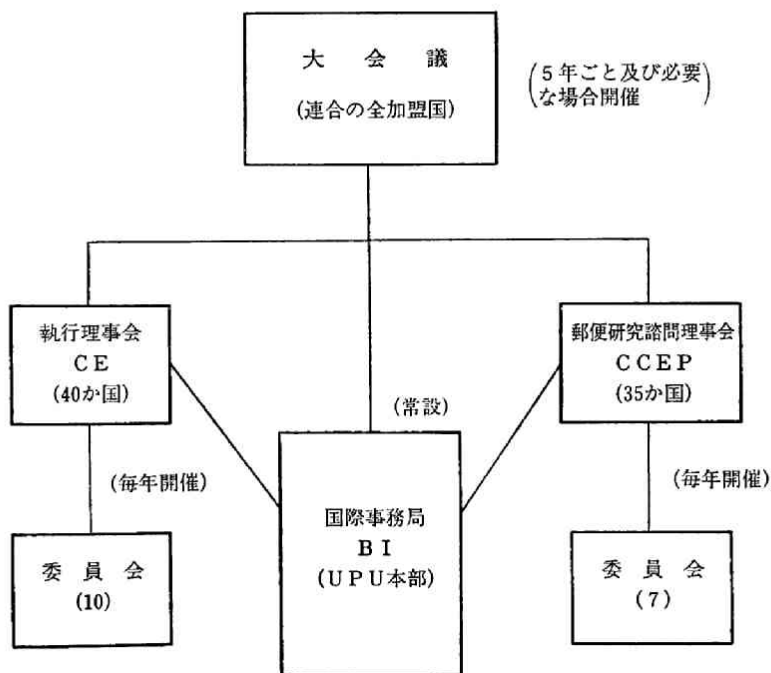 大会議
(連合の全加盟国)
(5年ごと及び必要
な場合開催)
執行理事会
CE
(40か国)
郵便研究諮問理事会
CCEP
(35か国)
(常設)
(毎年開催)
(毎年開催)
国際事務局
BI
(UPU本部)
委員会
(10)
委員会
(7)